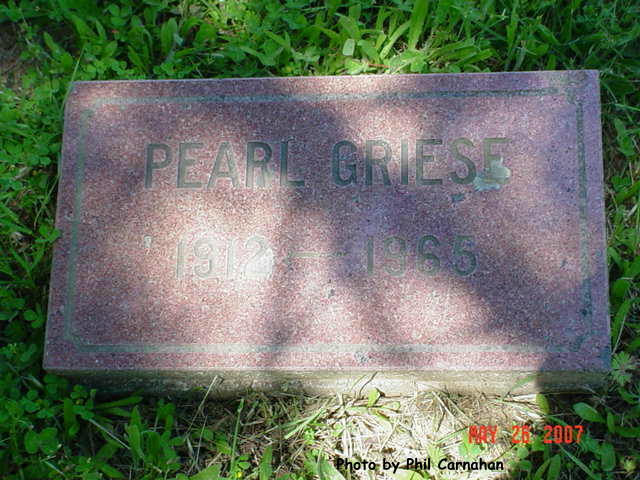 PEARL GRIESE
1912 - 1965
MAY 26 2007
Photo by Phil Carnahan